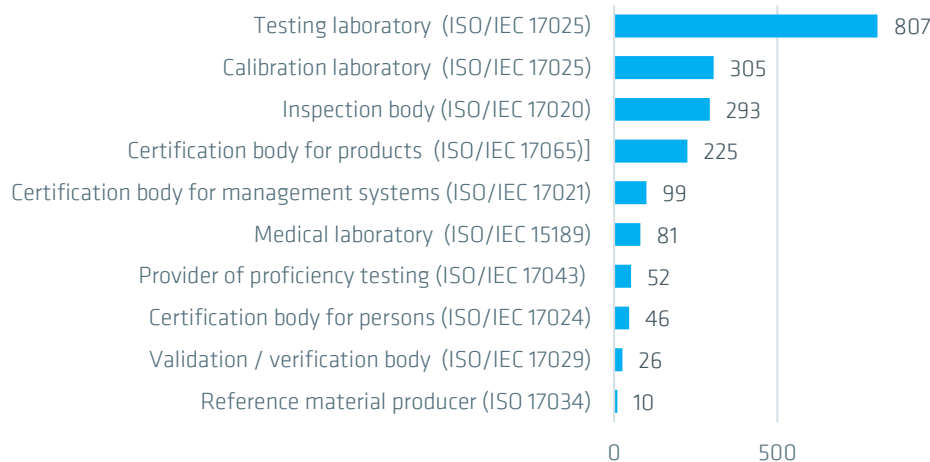 Testing laboratory (ISO/IEC 17025) 807
Calibration laboratory (ISO/IEC 17025) 305
Inspection body (ISO/IEC 17020) 293
Certification body for products (ISO/IEC 17065)] 225
Certification body for management systems (ISO/IEC 17021) 99
Medical laboratory (ISO/IEC 15189) 81
Provider of proficiency testing (ISO/IEC 17043) 52
Certification body for persons (ISO/IEC 17024) 46
Validation / verification body (ISO/IEC 17029) 26
Reference material producer (ISO 17034) 10
0 500